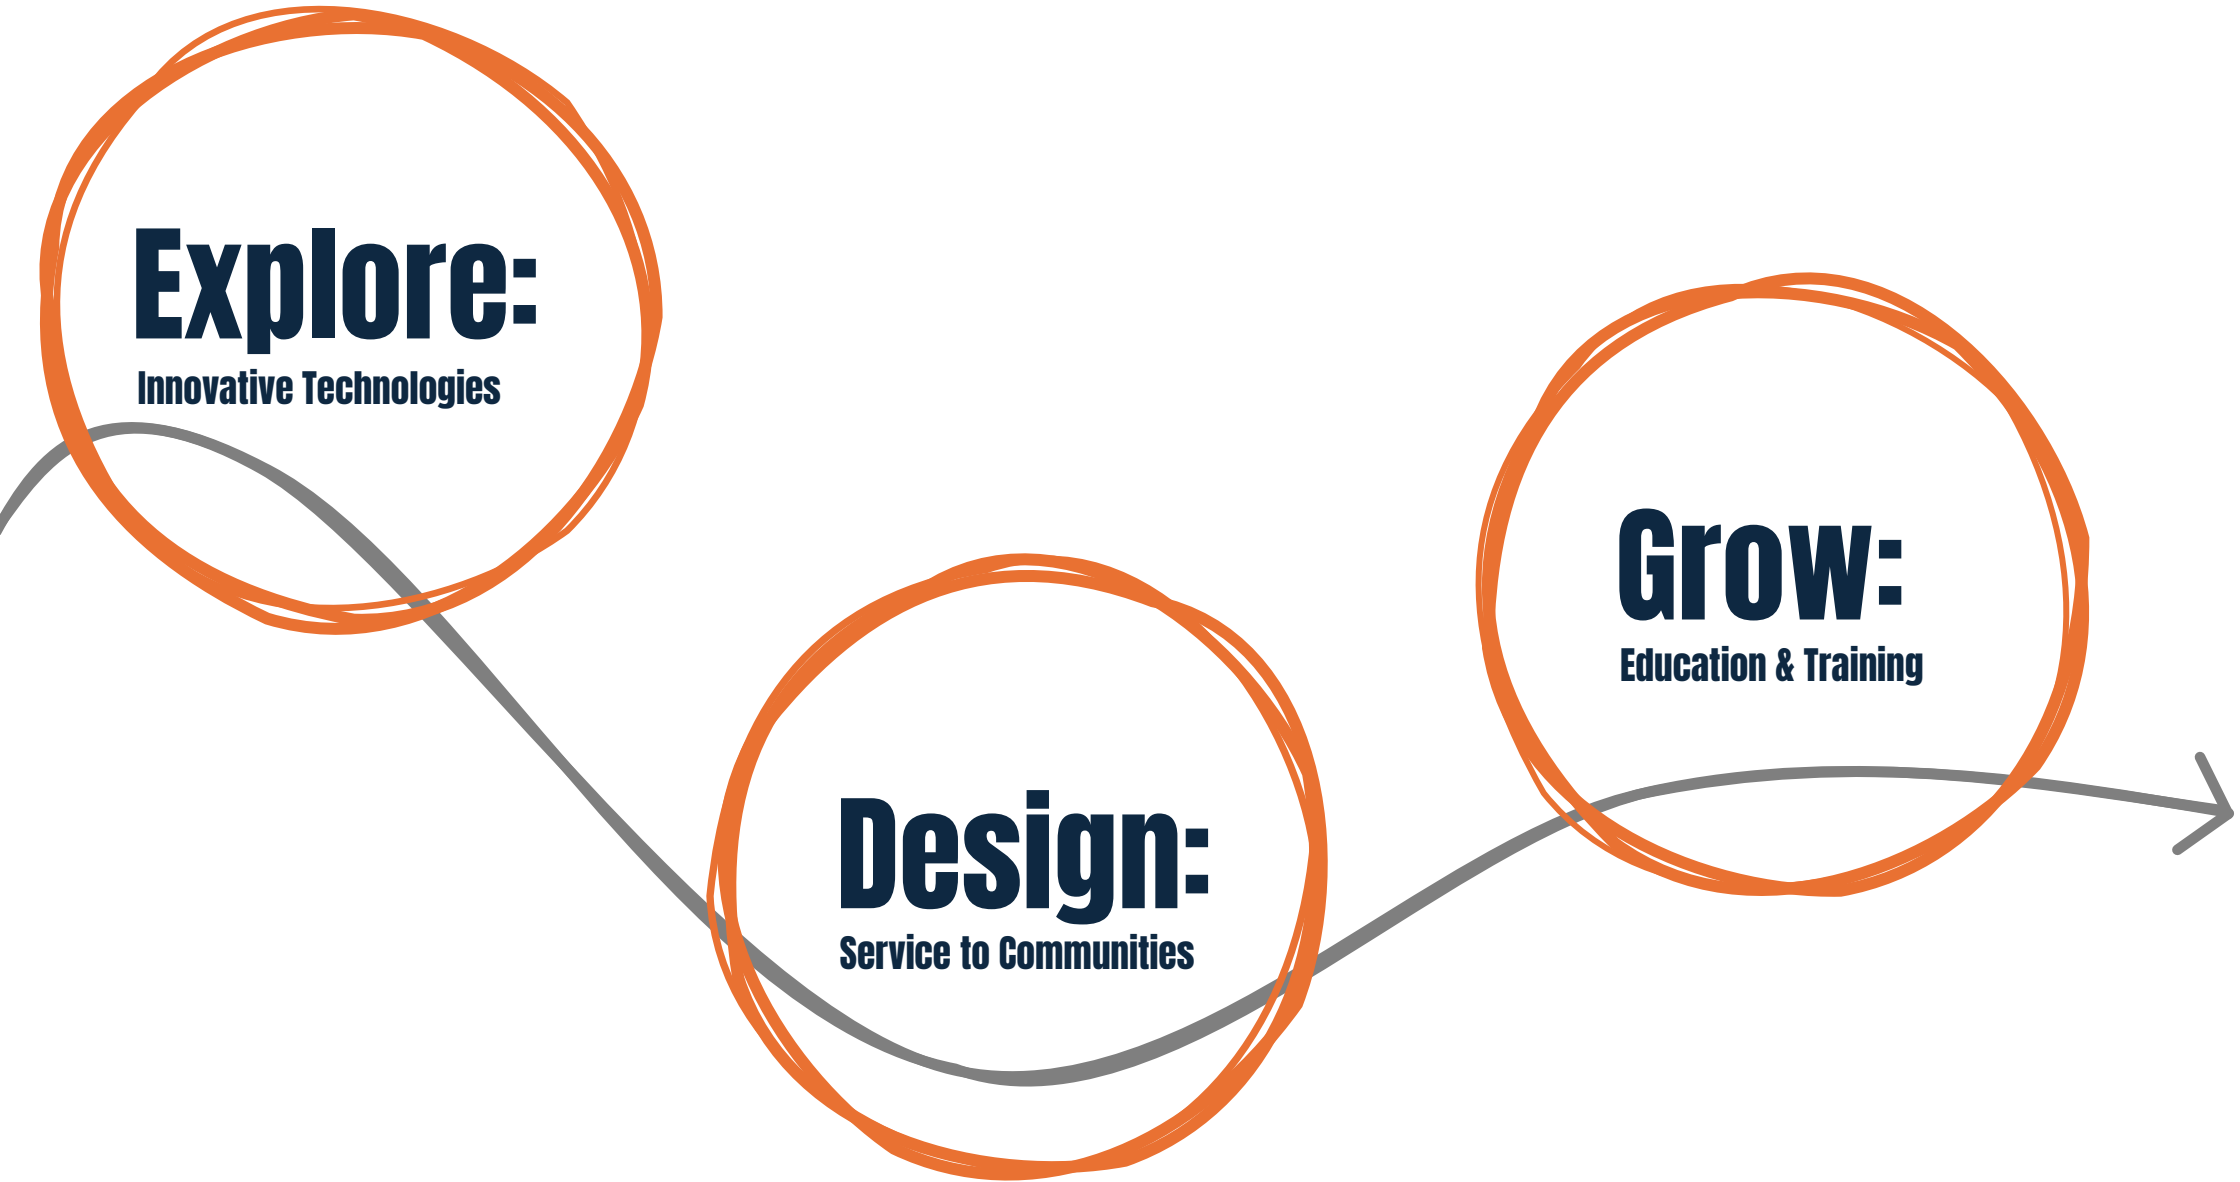 Explore:
Innovative Technologies
Design:
Service to Communities
Grow:
Education & Training